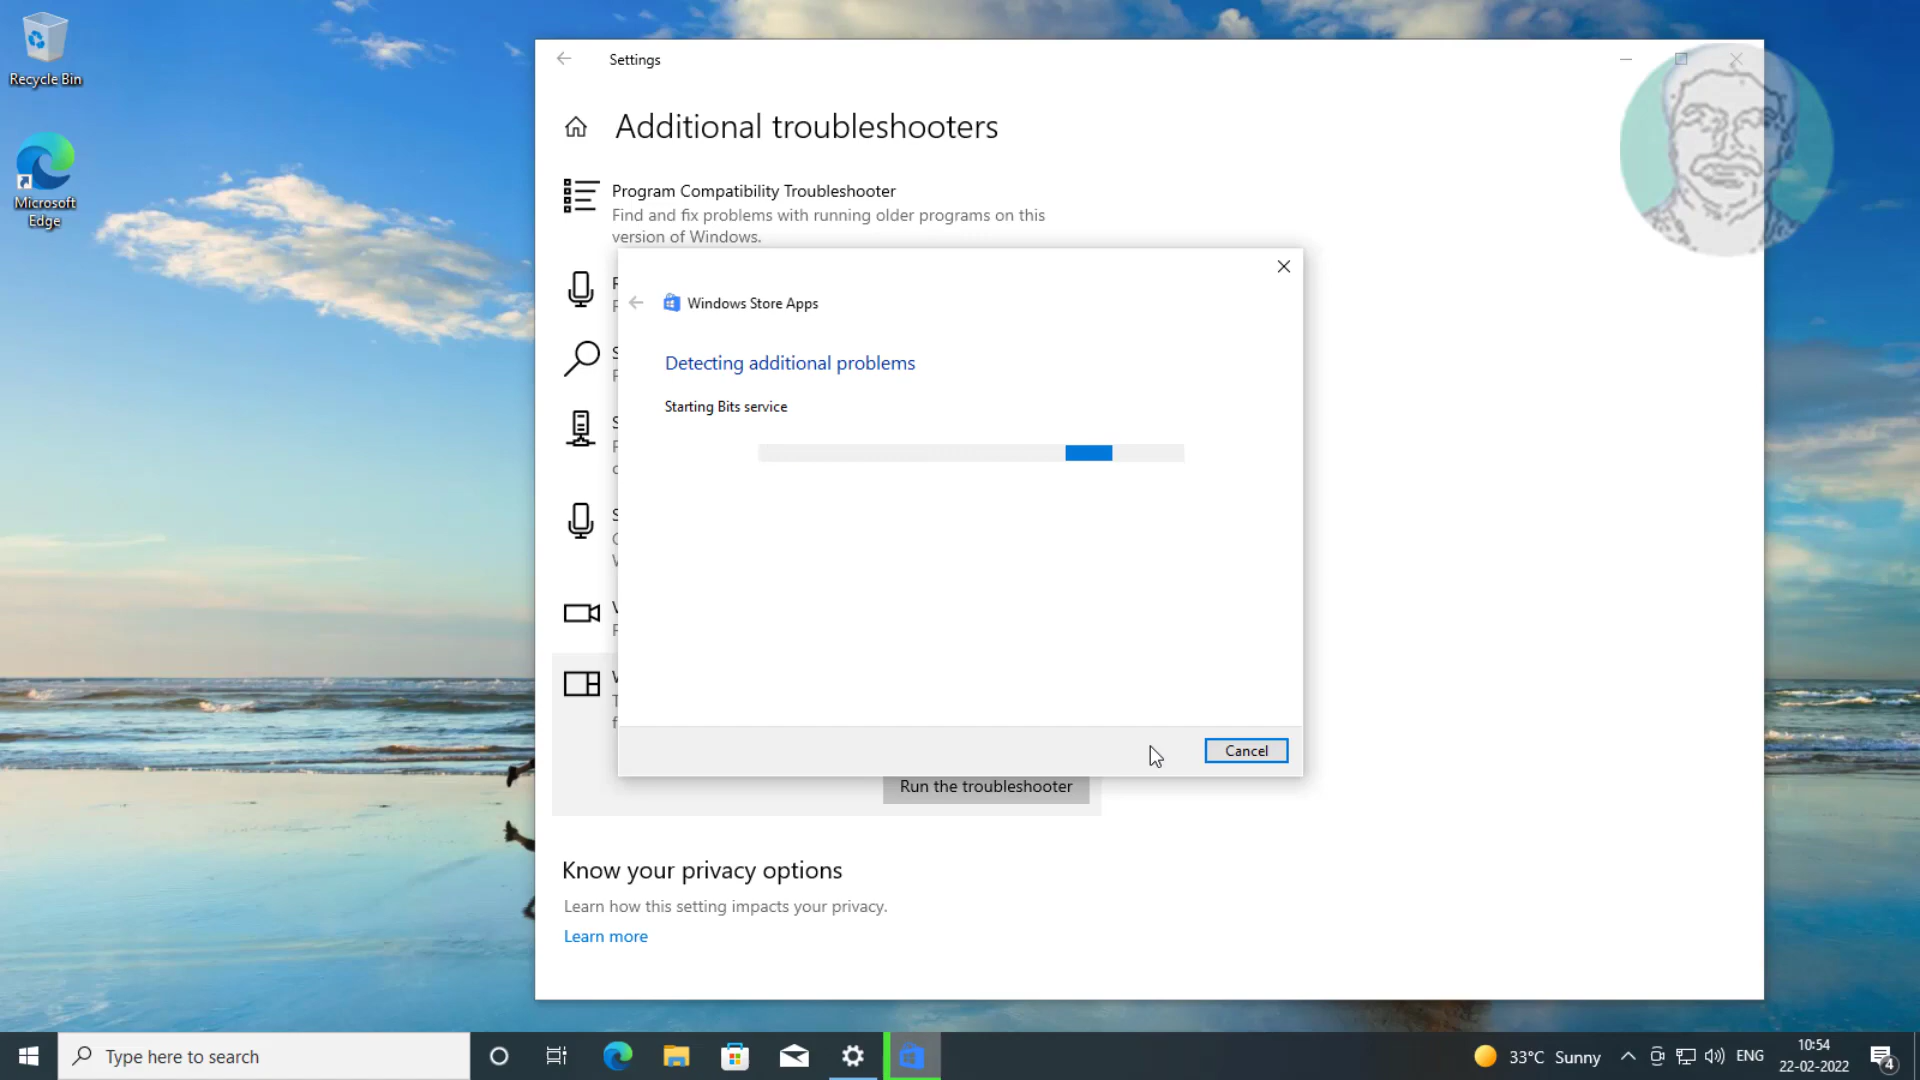 Recycle Bin
Microsoft
Edge
Settings
Additional troubleshooters
Program Compatibility Troubleshooter
Find and fix problems with running older programs on this
version of Windows.
Windows Store Apps
Detecting additional problems
Starting Bits service
Cancel
Run the troubleshooter
Know your privacy options
Learn how this setting impacts your privacy.
Learn more
Type here to search
33°C Sunny
ENG
10:54
22-02-2022
4